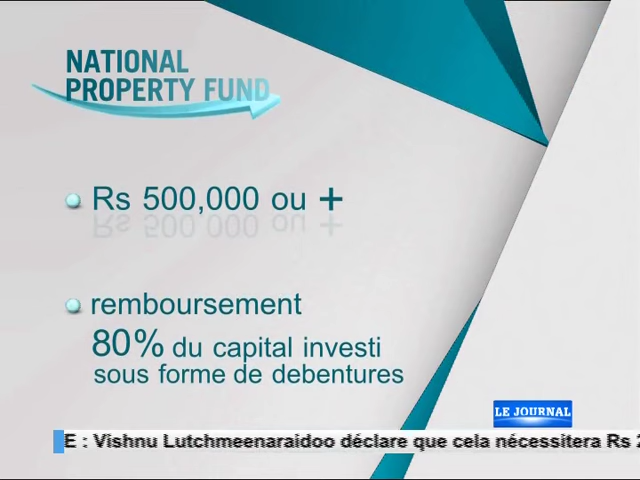 NATIONAL
PROPERTY FUND
Rs 500,000 ou +
remboursement
80% du capital investi
sous forme de debentures
LE JOURNAL
E : Vishnu Lutchmeenaraidoo déclare que cela nécessitera Rs 2